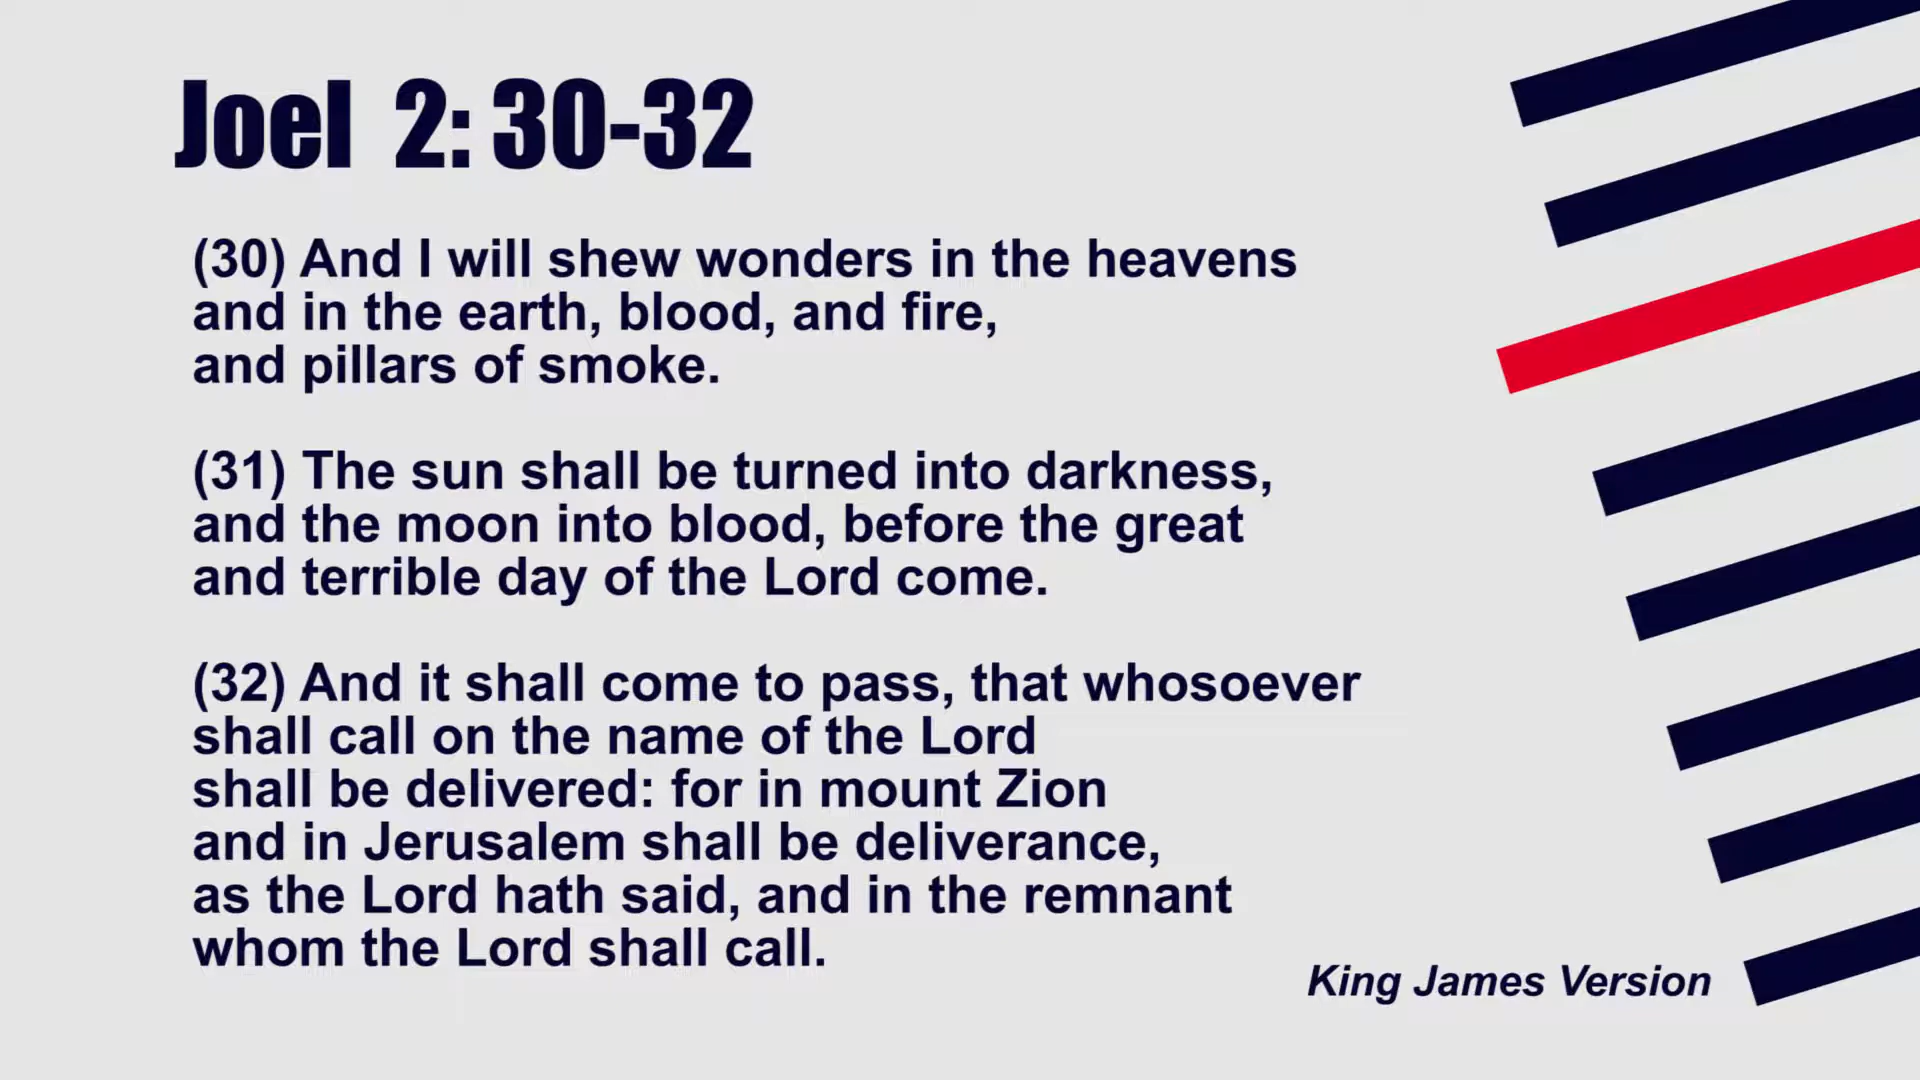 Joel 2: 30-32
(30) And I will shew wonders in the heavens
and in the earth, blood, and fire,
and pillars of smoke.
(31) The sun shall be turned into darkness,
and the moon into blood, before the great
and terrible day of the Lord come.
(32) And it shall come to pass, that whosoever
shall call on the name of the Lord
shall be delivered: for in mount Zion
and in Jerusalem shall be deliverance,
as the Lord hath said, and in the remnant
whom the Lord shall call.
King James Version